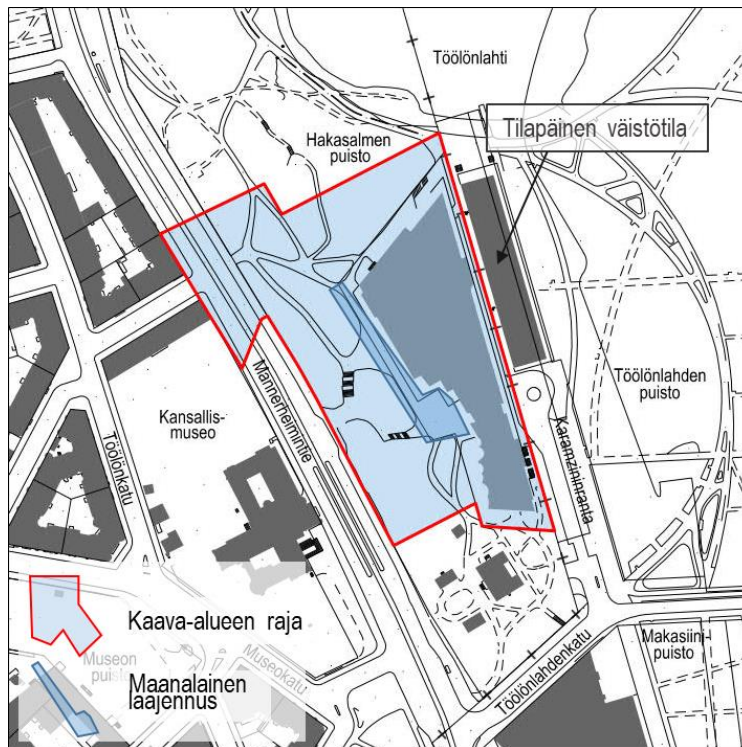 Töölönlahti
Tilapäinen väistötila
Hakasalmen
puisto
Mannerheimintie
Kansallis-
museo
Töölönkatu
Töölönlahden
puisto
Karamzininranta
Kaava-alueen raja
Museon
puisto
Museokatu
Maanalainen
laajennus
Töölönlahdenkatu
Makasiini-
puisto